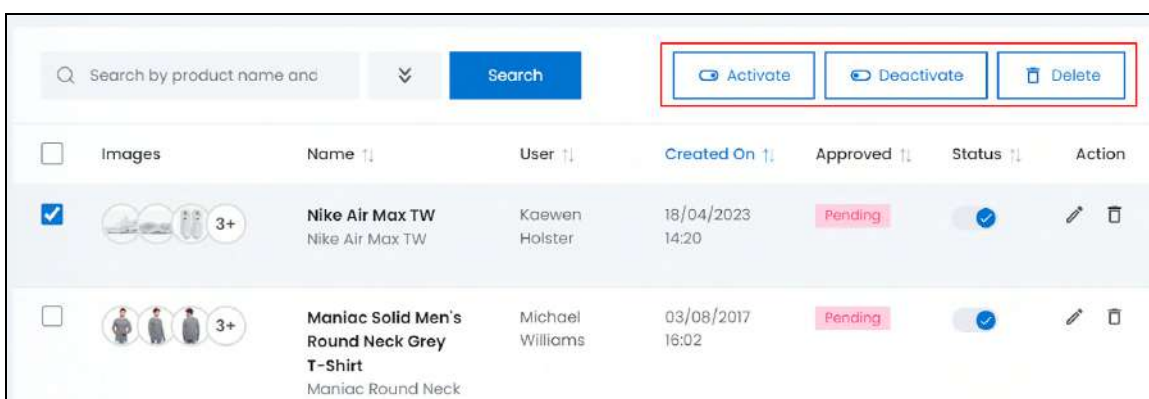 Search by product name and
Search
Activate
Deactivate
Delete
Images
Name
User
Created On
Approved
Status
Action
3+
Nike Air Max TW
Nike Air Max TW
Kaewen
Holster
18/04/2023
14:20
Pending
3+
Maniac Solid Men's
Round Neck Grey
T-Shirt
Maniac Round Neck
Michael
Williams
03/08/2017
16:02
Pending